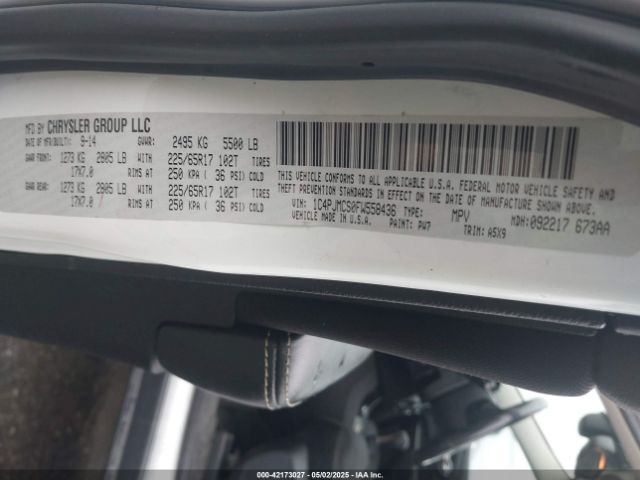 MFD BY CHRYSLER GROUP LLC
DATE OF MFR/BUILT: 9-14 GVWR: 2495 KG 5500 LB
GAWR FRONT: 1273 KG 2805 LB WITH 225/65R17 102T TIRES
17X7.0 RIMS AT 250 KPA ( 36 PSI) COLD
GAWR REAR: 1273 KG 2805 LB WITH 225/65R17 102T TIRES
17X7.0 RIMS AT 250 KPA ( 36 PSI) COLD
THIS VEHICLE CONFORMS TO ALL APPLICABLE U.S.A. FEDERAL MOTOR VEHICLE SAFETY AND
THEFT PREVENTION STANDARDS IN EFFECT ON THE DATE OF MANUFACTURE SHOWN ABOVE.
VIN: 1C4PJMCS0FW558436 TYPE: MPV MDH:092217 673AA
VEHICLE MADE IN U.S.A. PAINT: PW7 TRIM: A5X9
000-42173027 - 05/02/2025 - IAAI.COM